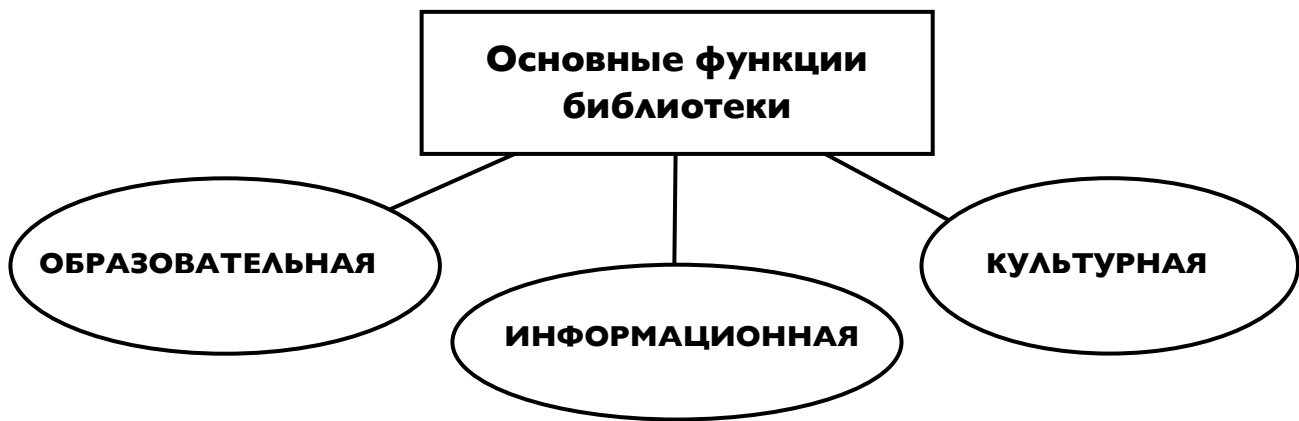 Основные функции
библиотеки
ОБРАЗОВАТЕЛЬНАЯ
ИНФОРМАЦИОННАЯ
КУЛЬТУРНАЯ